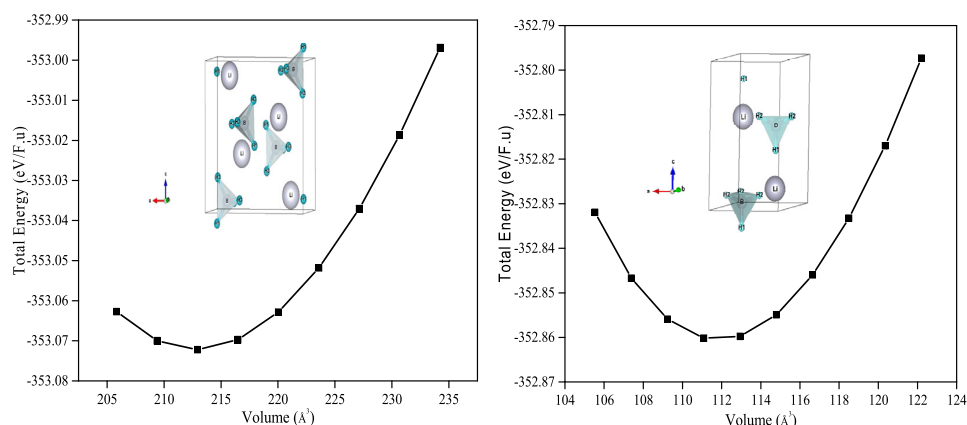 -352.99
-353.00
-353.01
-353.02
-353.03
-353.04
-353.05
-353.06
-353.07
-353.08
Total Energy (eV/F.u)
205 210 215 220 225 230 235
Volume (Å³)
Li
Li
Li
Li
B
B
B
B
a
c
-352.79
-352.80
-352.81
-352.82
-352.83
-352.84
-352.85
-352.86
-352.87
Total Energy (eV/F.u)
104 106 108 110 112 114 116 118 120 122 124
Volume (Å³)
H1
Li
H2 H2
H1
Li
H2 H2 H2
B
H1
c
a b